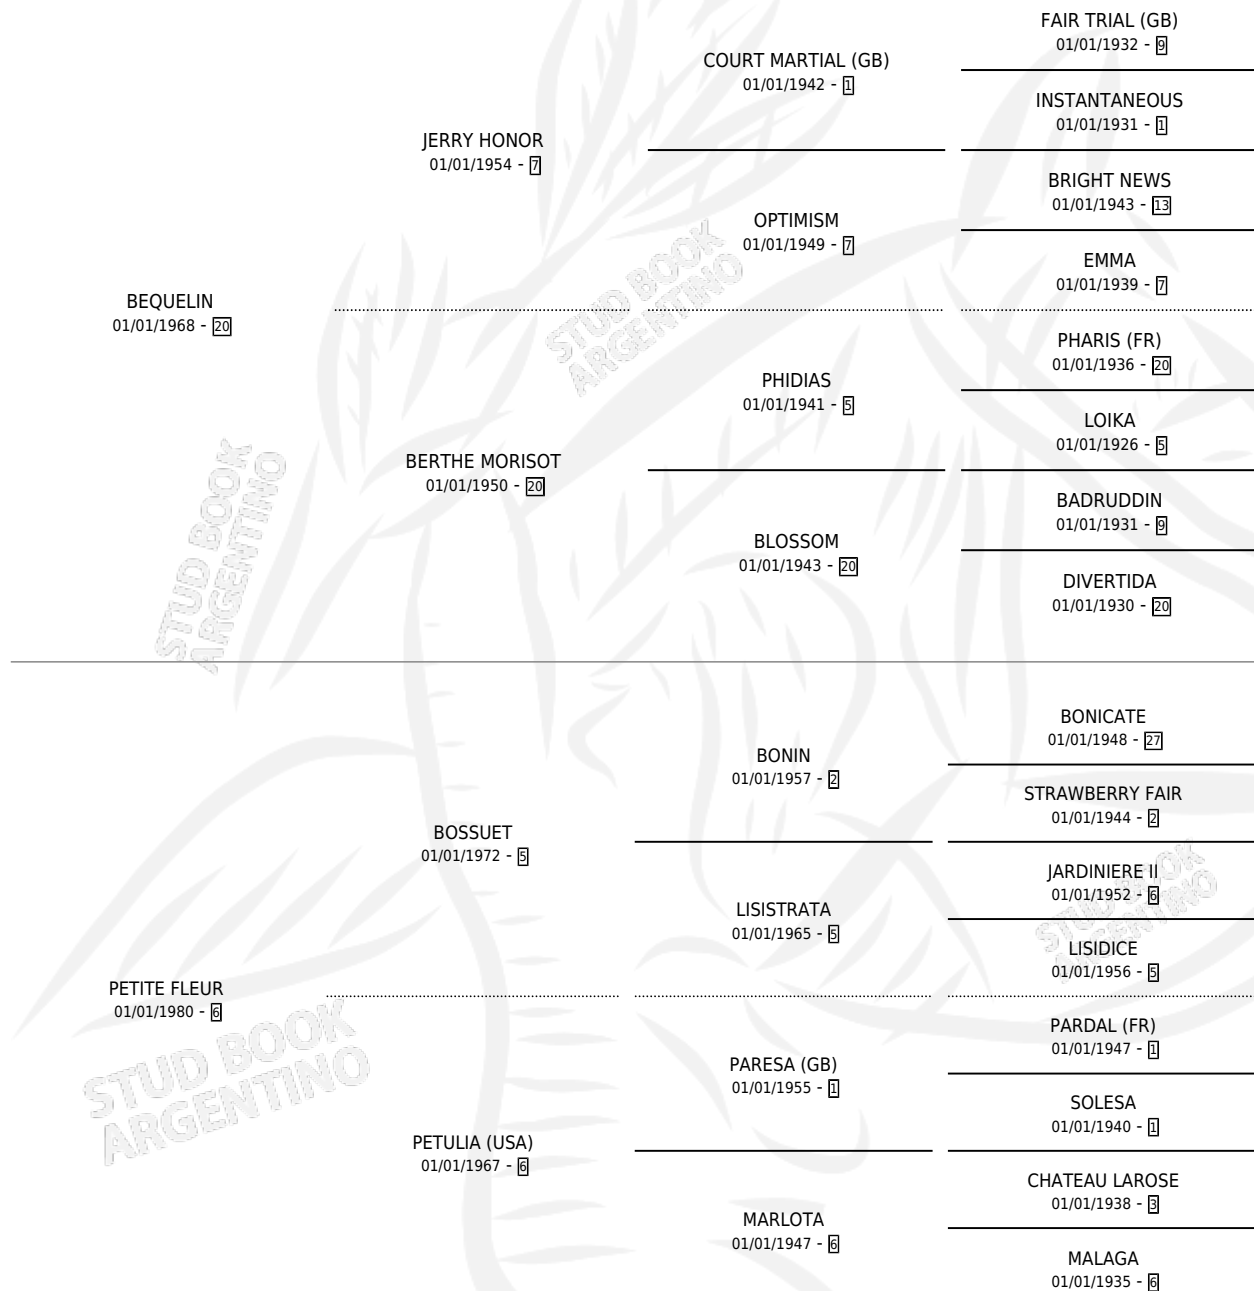 FAIR TRIAL (GB)
01/01/1932 - 9
COURT MARTIAL (GB)
01/01/1942 - 1
INSTANTANEOUS
01/01/1931 - 1
JERRY HONOR
01/01/1954 - 7
BRIGHT NEWS
01/01/1943 - 13
OPTIMISM
01/01/1949 - 7
EMMA
01/01/1939 - 7
BEQUELIN
01/01/1968 - 20
PHARIS (FR)
01/01/1936 - 20
PHIDIAS
01/01/1941 - 5
LOIKA
01/01/1926 - 5
BERTHE MORISOT
01/01/1950 - 20
BADRUDDIN
01/01/1931 - 9
BLOSSOM
01/01/1943 - 20
DIVERTIDA
01/01/1930 - 20
BONICATE
01/01/1948 - 27
BONIN
01/01/1957 - 2
STRAWBERRY FAIR
01/01/1944 - 2
BOSSUET
01/01/1972 - 5
JARDINIERE II
01/01/1952 - 6
LISISTRATA
01/01/1965 - 5
LISIDICE
01/01/1956 - 5
PETITE FLEUR
01/01/1980 - 6
PARDAL (FR)
01/01/1947 - 1
PARESA (GB)
01/01/1955 - 1
SOLESA
01/01/1940 - 1
PETULIA (USA)
01/01/1967 - 6
CHATEAU LAROSE
01/01/1938 - 3
MARLOTA
01/01/1947 - 6
MALAGA
01/01/1935 - 6
STUD BOOK
ARGENTINO
STUD BOOK
ARGENTINO
STUD BOOK
ARGENTINO
STUD BOOK
ARGENTINO